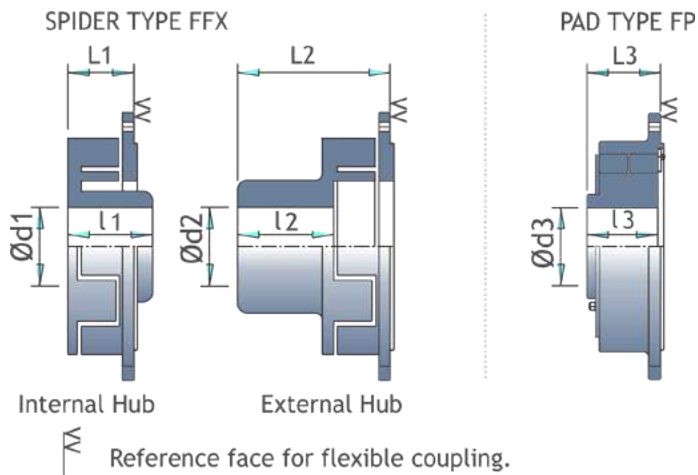 SPIDER TYPE FFX
PAD TYPE FP
L1
L2
L3
Ød1
l1
Ød2
l2
Ød3
l3
Internal Hub
External Hub
Reference face for flexible coupling.